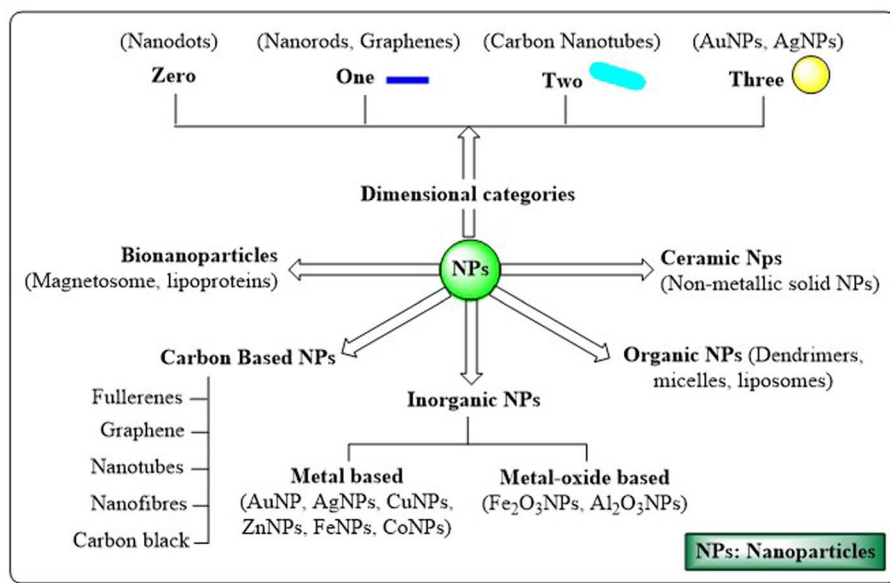 (Nanodots)
Zero
(Nanorods, Graphenes)
One
(Carbon Nanotubes)
Two
(AuNPs, AgNPs)
Three
Dimensional categories
NPs
Bionanoparticles
(Magnetosome, lipoproteins)
Ceramic Nps
(Non-metallic solid NPs)
Carbon Based NPs
Fullerenes
Graphene
Nanotubes
Nanofibres
Carbon black
Organic NPs (Dendrimers,
micelles, liposomes)
Inorganic NPs
Metal based
(AuNP, AgNPs, CuNPs,
ZnNPs, FeNPs, CoNPs)
Metal-oxide based
(Fe₂O₃NPs, Al₂O₃NPs)
NPs: Nanoparticles